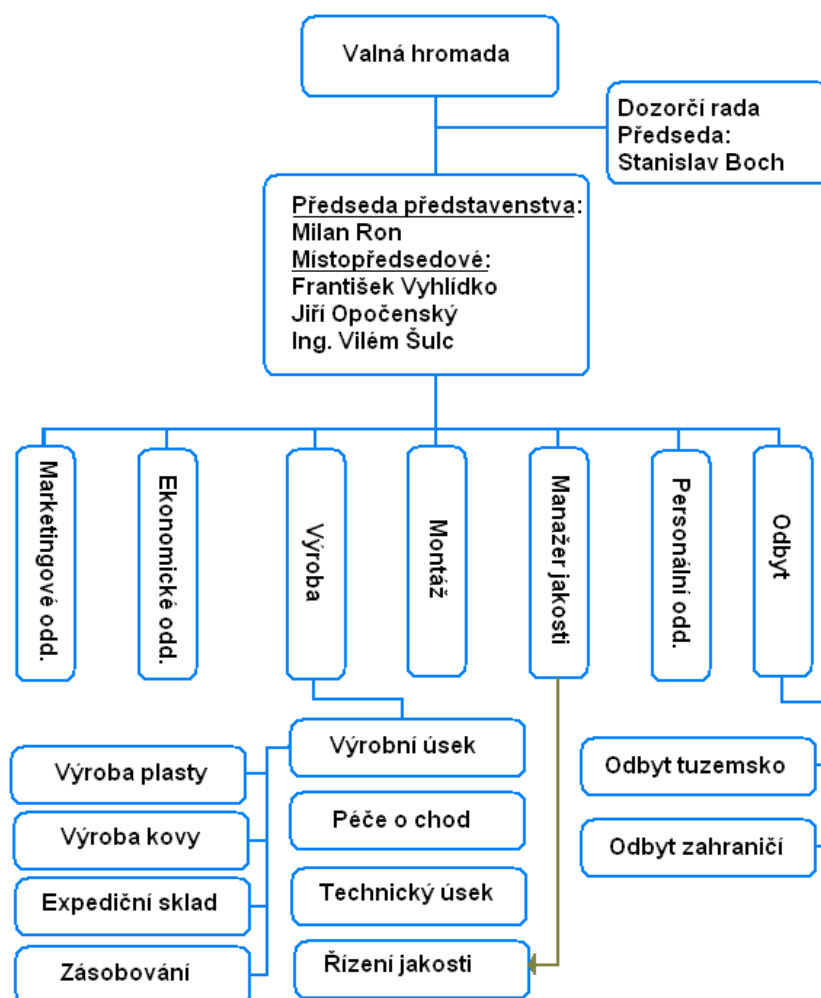 Valná hromada
Dozorčí rada
Předseda:
Stanislav Boch
Předseda představenstva:
Milan Ron
Místopředsedové:
František Vyhlídko
Jiří Opočenský
Ing. Vilém Šulc
Marketingové odd.
Ekonomické odd.
Výroba
Montáž
Manažer jakosti
Personální odd.
Odbyt
Výrobní úsek
Výroba plasty
Odbyt tuzemsko
Péče o chod
Výroba kovy
Odbyt zahraničí
Technický úsek
Expediční sklad
Řízení jakosti
Zásobování